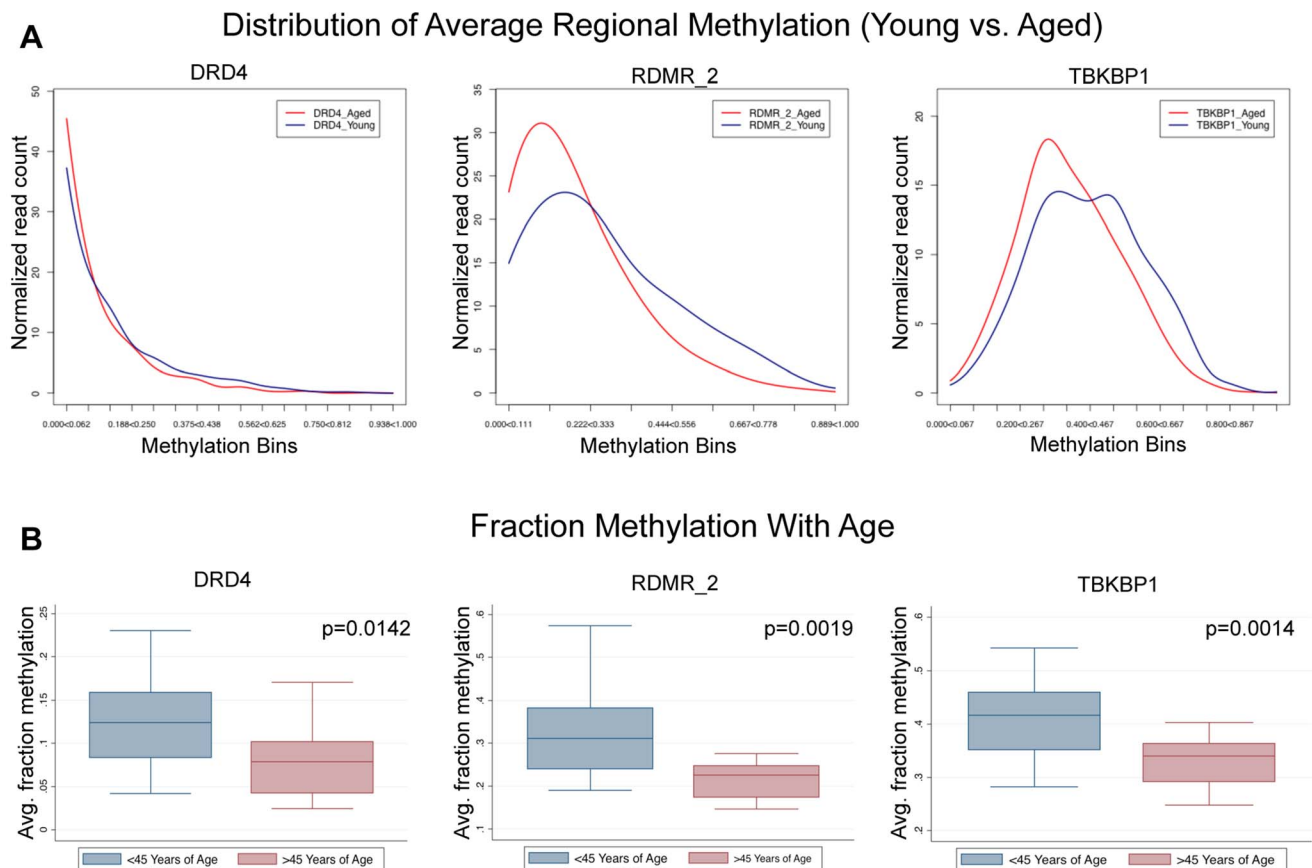 A
Distribution of Average Regional Methylation (Young vs. Aged)
DRD4
Normalized read count
50
40
30
20
10
0
DRD4_Aged
DRD4_Young
0.000<0.062 0.188<0.250 0.375<0.438 0.562<0.625 0.750<0.812 0.938<1.000
Methylation Bins
RDMR_2
Normalized read count
35
30
25
20
15
10
5
0
RDMR_2_Aged
RDMR_2_Young
0.000<0.111 0.222<0.333 0.444<0.556 0.667<0.778 0.889<1.000
Methylation Bins
TBKBP1
Normalized read count
20
15
10
5
0
TBKBP1_Aged
TBKBP1_Young
0.000<0.067 0.200<0.267 0.400<0.467 0.600<0.667 0.800<0.867
Methylation Bins
B
Fraction Methylation With Age
DRD4
Avg. fraction methylation
.25
.15
.1
.05
0
p=0.0142
<45 Years of Age >45 Years of Age
RDMR_2
Avg. fraction methylation
.6
.5
.4
.3
.2
.1
p=0.0019
<45 Years of Age >45 Years of Age
TBKBP1
Avg. fraction methylation
.6
.5
.4
.3
.2
p=0.0014
<45 Years of Age >45 Years of Age